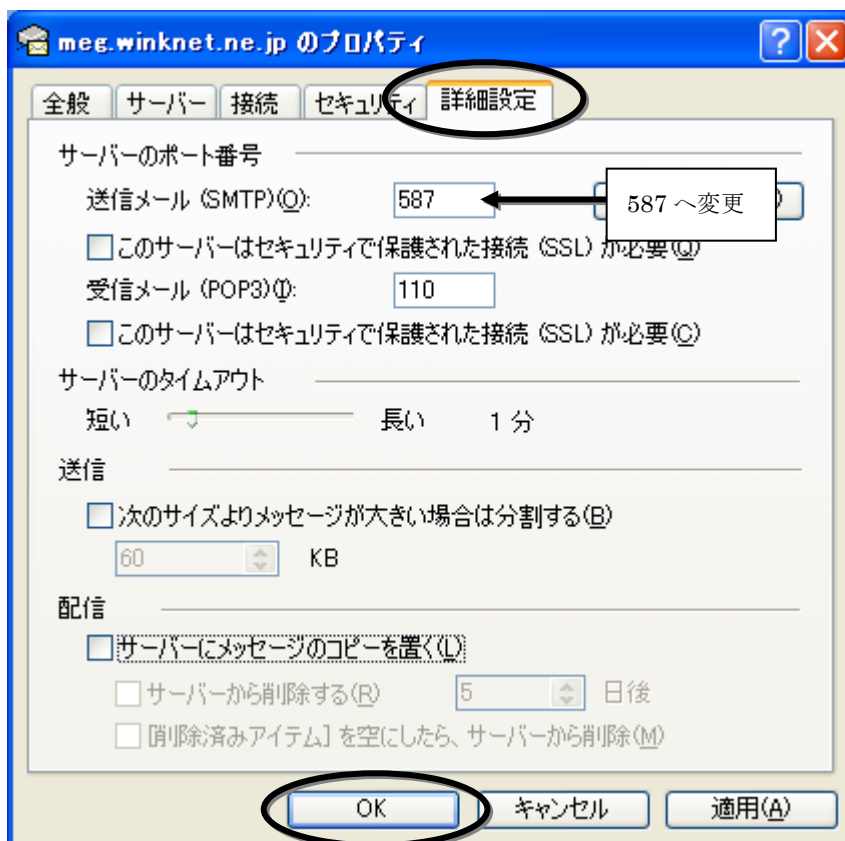 meg.winknet.ne.jp のプロパティ
全般 サーバー 接続 セキュリティ 詳細設定
サーバーのポート番号
送信メール (SMTP)(O): 587
587 へ変更
このサーバーはセキュリティで保護された接続 (SSL) が必要(Q)
受信メール (POP3)(I): 110
このサーバーはセキュリティで保護された接続 (SSL) が必要(C)
サーバーのタイムアウト
短い 長い 1 分
送信
次のサイズよりメッセージが大きい場合は分割する(B)
60 KB
配信
サーバーにメッセージのコピーを置く(L)
サーバーから削除する(R) 5 日後
[削除済みアイテム] を空にしたら、サーバーから削除(M)
OK キャンセル 適用(A)